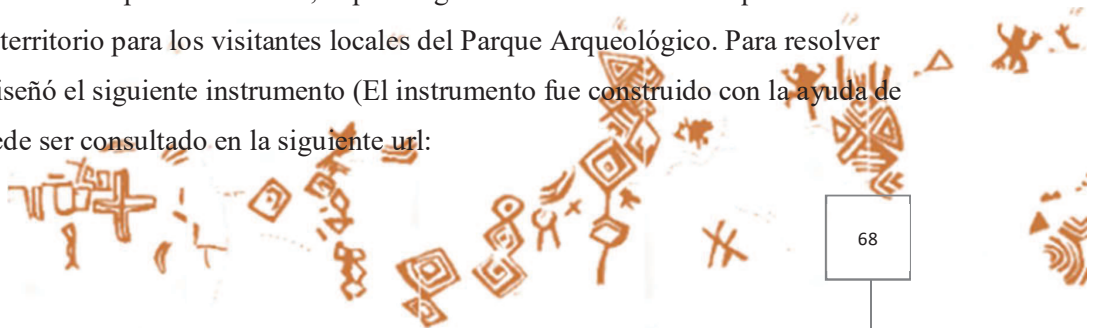 territorio para los visitantes locales del Parque Arqueológico. Para resolver
iseñó el siguiente instrumento (El instrumento fue construido con la ayuda de
ede ser consultado en la siguiente url:
68